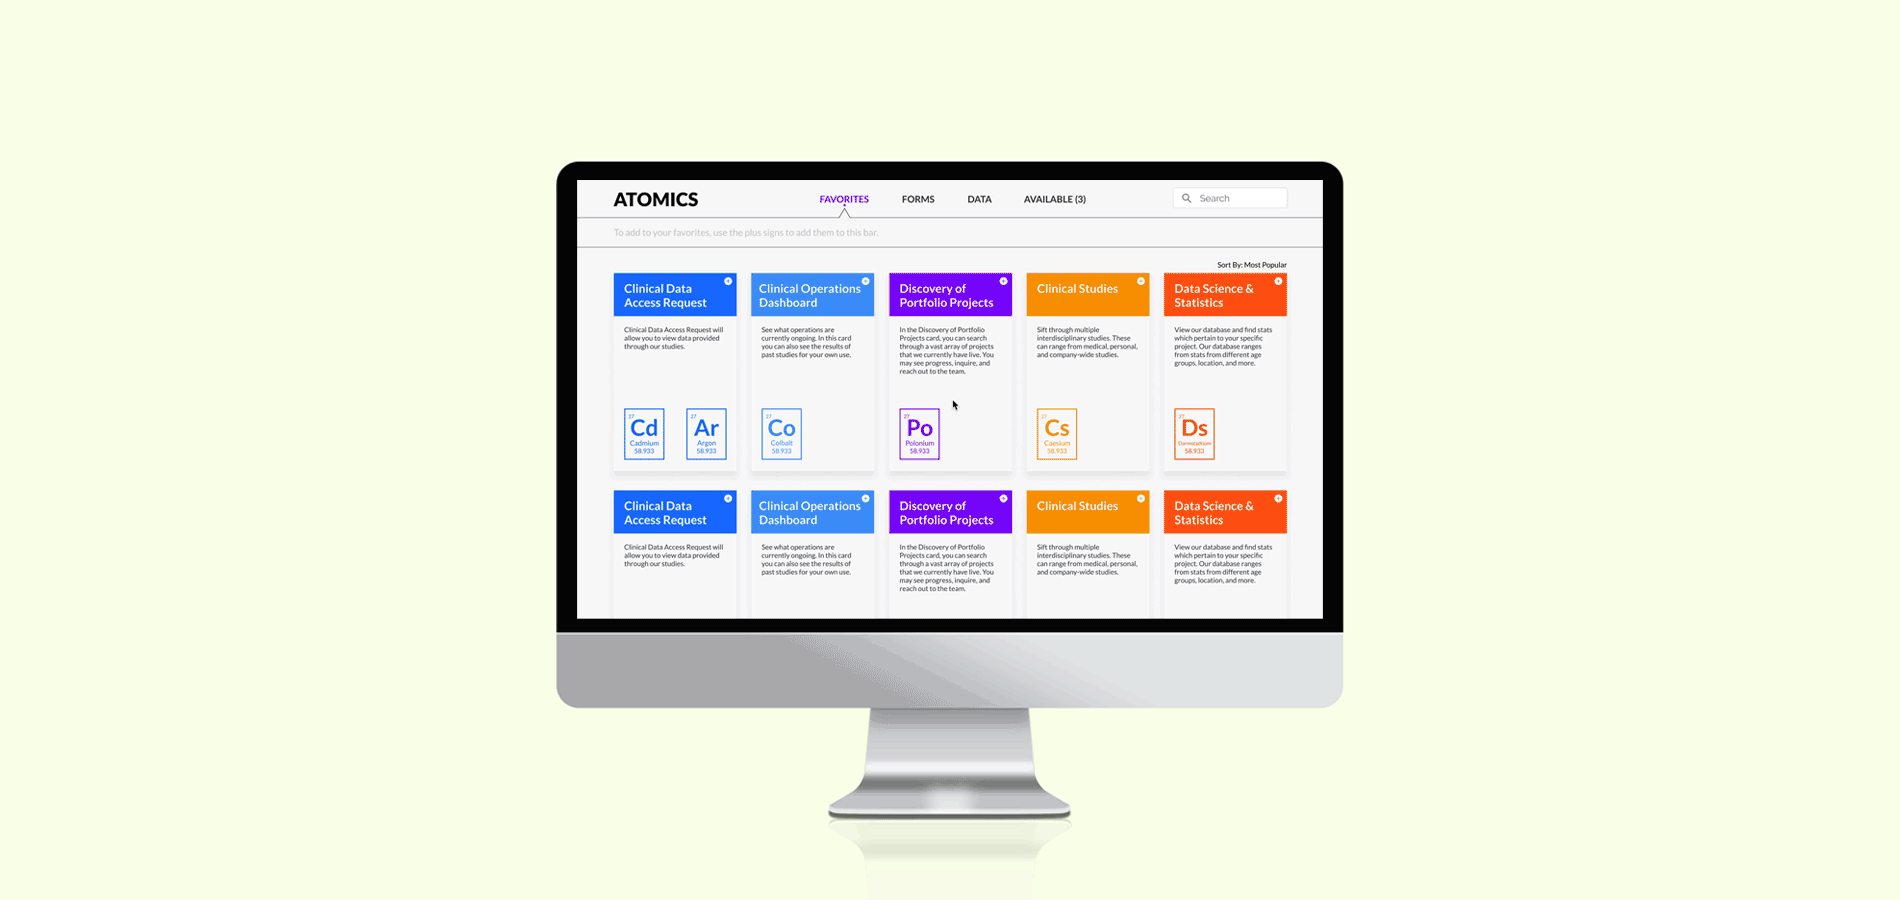 ATOMICS
FAVORITES
FORMS
DATA
AVAILABLE (3)
Search
To add to your favorites, use the plus signs to add them to this bar.
Sort By: Most Popular
Clinical Data
Access Request
Clinical Data Access Request will
allow you to view data provided
through our studies.
27
Cd
Cadmium
58.933
27
Ar
Argon
58.933
Clinical Operations
Dashboard
See what operations are
currently ongoing. In this card
you can also see the results of
past studies for your own use.
27
Co
Colbalt
58.933
Discovery of
Portfolio Projects
In the Discovery of Portfolio
Projects card, you can search
through a vast array of projects
that we currently have live. You
may see progress, inquire, and
reach out to the team.
27
Po
Polonium
58.933
Clinical Studies
Sift through multiple
interdisciplinary studies. These
can range from medical, personal,
and company-wide studies.
27
Cs
Caesium
58.933
Data Science &
Statistics
View our database and find stats
which pertain to your specific
project. Our database ranges
from stats from different age
groups, location, and more.
27
Ds
58.933
Clinical Data
Access Request
Clinical Data Access Request will
allow you to view data provided
through our studies.
Clinical Operations
Dashboard
See what operations are
currently ongoing. In this card
you can also see the results of
past studies for your own use.
Discovery of
Portfolio Projects
In the Discovery of Portfolio
Projects card, you can search
through a vast array of projects
that we currently have live. You
may see progress, inquire, and
reach out to the team.
Clinical Studies
Sift through multiple
interdisciplinary studies. These
can range from medical, personal,
and company-wide studies.
Data Science &
Statistics
View our database and find stats
which pertain to your specific
project. Our database ranges
from stats from different age
groups, location, and more.